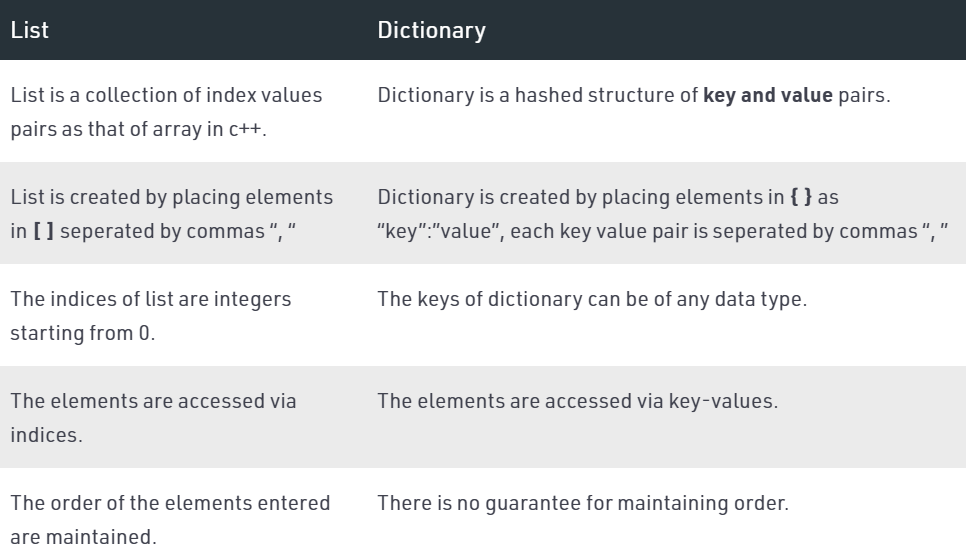 List
Dictionary
List is a collection of index values
pairs as that of array in c++.
Dictionary is a hashed structure of key and value pairs.
List is created by placing elements
in [ ] seperated by commas “, “
Dictionary is created by placing elements in { } as
“key”:”value”, each key value pair is seperated by commas “, ”
The indices of list are integers
starting from 0.
The keys of dictionary can be of any data type.
The elements are accessed via
indices.
The elements are accessed via key-values.
The order of the elements entered
are maintained.
There is no guarantee for maintaining order.